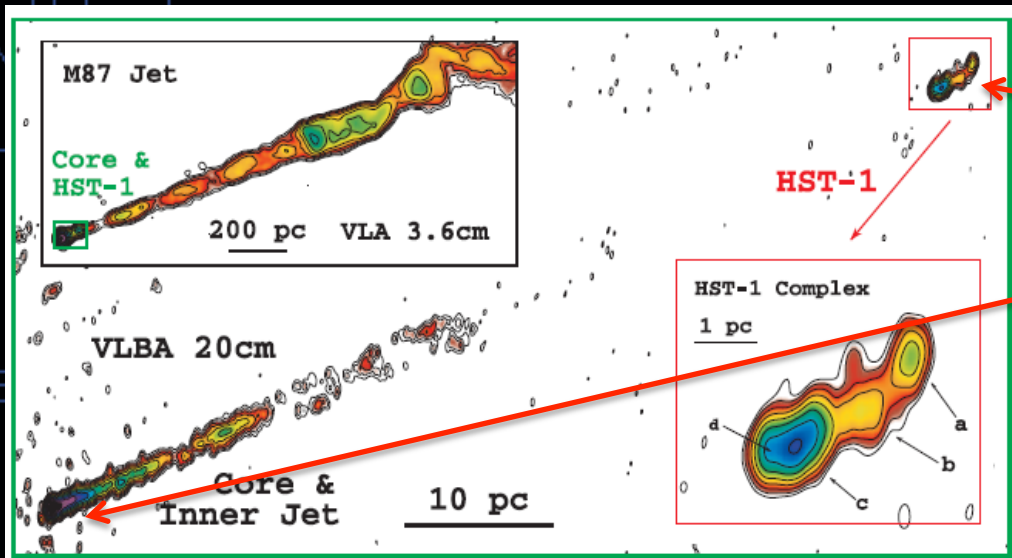 M87 Jet
Core &
HST-1
200 pc
VLA 3.6cm
HST-1
VLBA 20cm
Core &
Inner Jet
10 pc
HST-1 Complex
1 pc
a
b
c
d